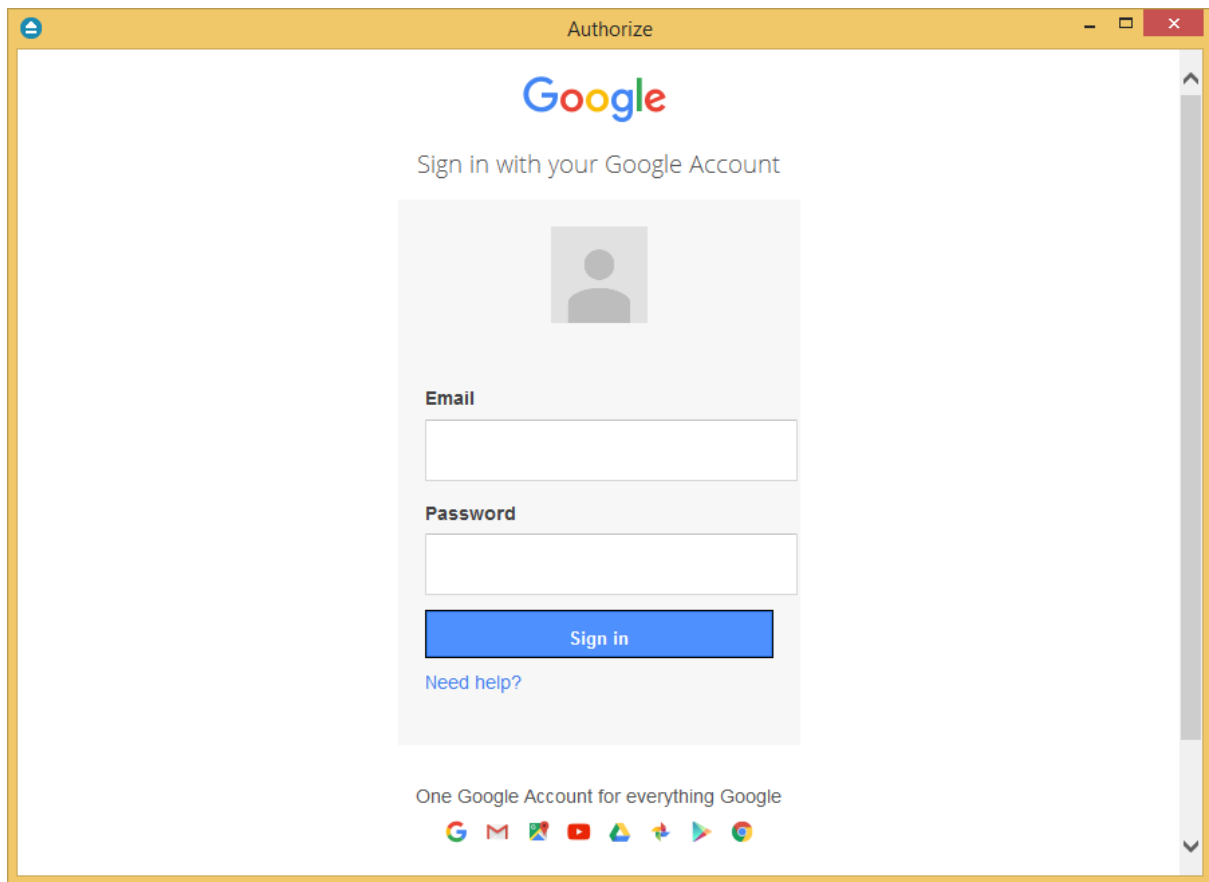 Authorize
Google
Sign in with your Google Account
Email
Password
Sign in
Need help?
One Google Account for everything Google